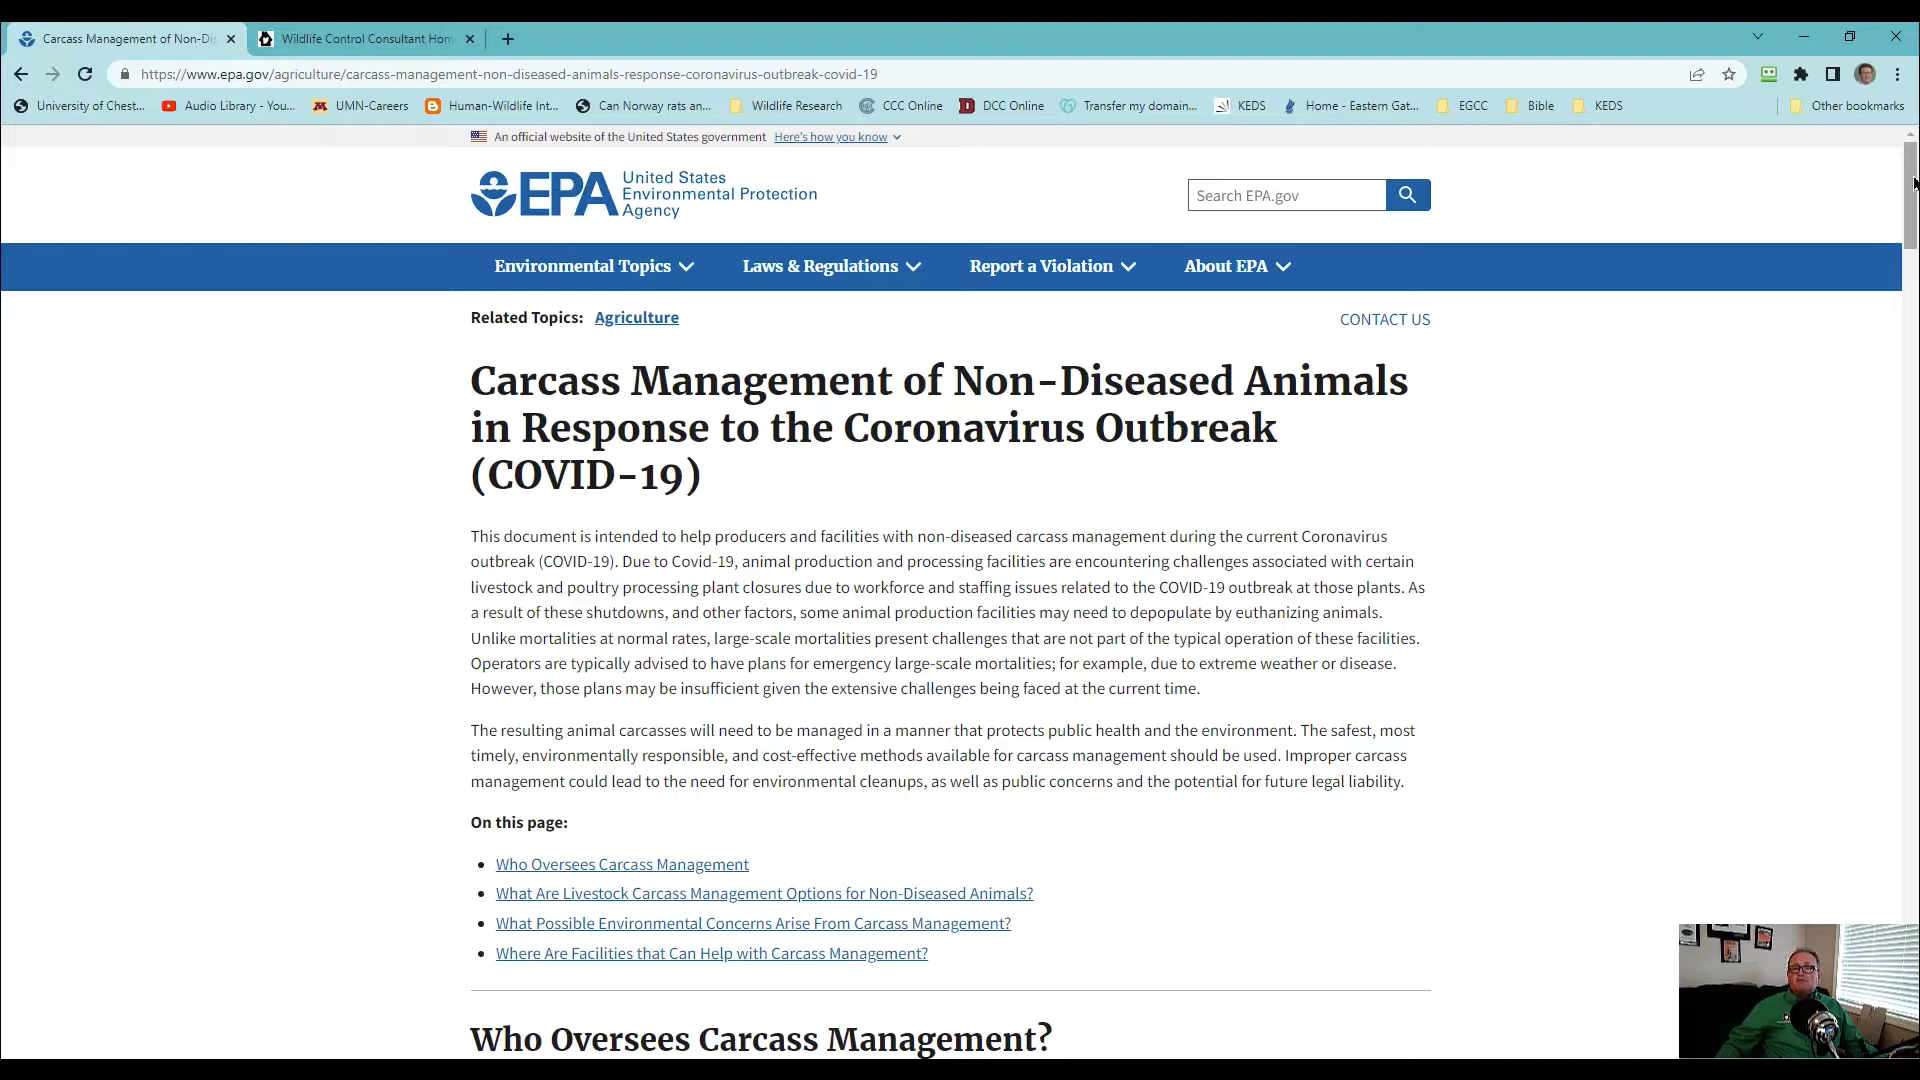 Carcass Management of Non-Dis
Wildlife Control Consultant Hom
https://www.epa.gov/agriculture/carcass-management-non-diseased-animals-response-coronavirus-outbreak-covid-19
University of Chest... Audio Library - You... UMN-Careers Human-Wildlife Int... Can Norway rats an... Wildlife Research CCC Online DCC Online Transfer my domain... KEDS Home - Eastern Gat... EGCC Bible KEDS Other bookmarks
An official website of the United States government Here's how you know
EPA
United States
Environmental Protection
Agency
Search EPA.gov
Environmental Topics Laws & Regulations Report a Violation About EPA
Related Topics: Agriculture
CONTACT US
Carcass Management of Non-Diseased Animals
in Response to the Coronavirus Outbreak
(COVID-19)
This document is intended to help producers and facilities with non-diseased carcass management during the current Coronavirus
outbreak (COVID-19). Due to Covid-19, animal production and processing facilities are encountering challenges associated with certain
livestock and poultry processing plant closures due to workforce and staffing issues related to the COVID-19 outbreak at those plants. As
a result of these shutdowns, and other factors, some animal production facilities may need to depopulate by euthanizing animals.
Unlike mortalities at normal rates, large-scale mortalities present challenges that are not part of the typical operation of these facilities.
Operators are typically advised to have plans for emergency large-scale mortalities; for example, due to extreme weather or disease.
However, those plans may be insufficient given the extensive challenges being faced at the current time.
The resulting animal carcasses will need to be managed in a manner that protects public health and the environment. The safest, most
timely, environmentally responsible, and cost-effective methods available for carcass management should be used. Improper carcass
management could lead to the need for environmental cleanups, as well as public concerns and the potential for future legal liability.
On this page:
Who Oversees Carcass Management
What Are Livestock Carcass Management Options for Non-Diseased Animals?
What Possible Environmental Concerns Arise From Carcass Management?
Where Are Facilities that Can Help with Carcass Management?
Who Oversees Carcass Management?